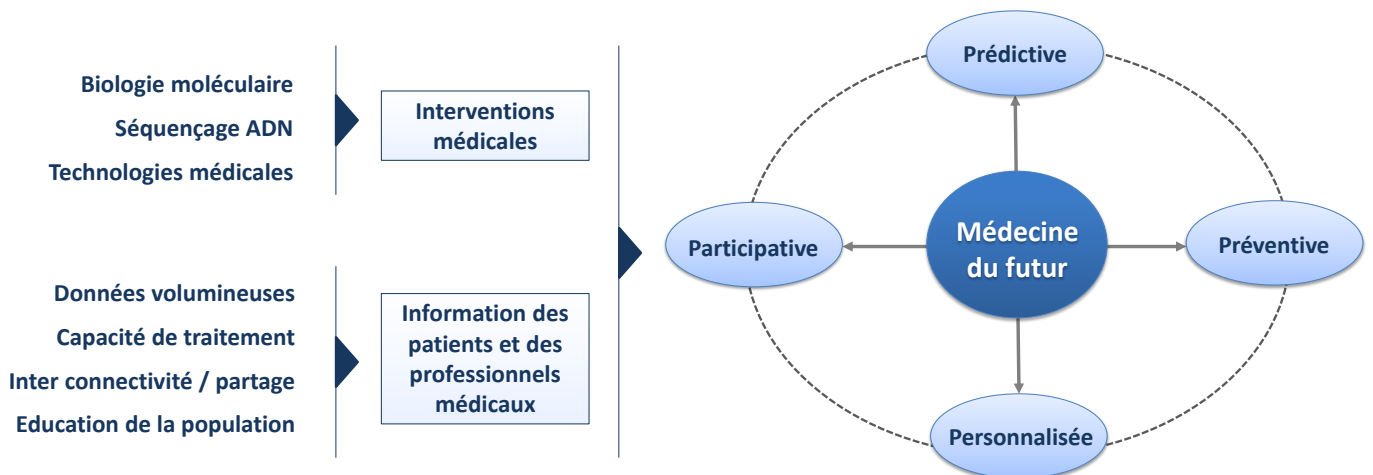 Biologie moléculaire
Séquençage ADN
Technologies médicales
Interventions
médicales
Données volumineuses
Capacité de traitement
Inter connectivité / partage
Education de la population
Information des
patients et des
professionnels
médicaux
Prédictive
Participative
Médecine
du futur
Préventive
Personnalisée